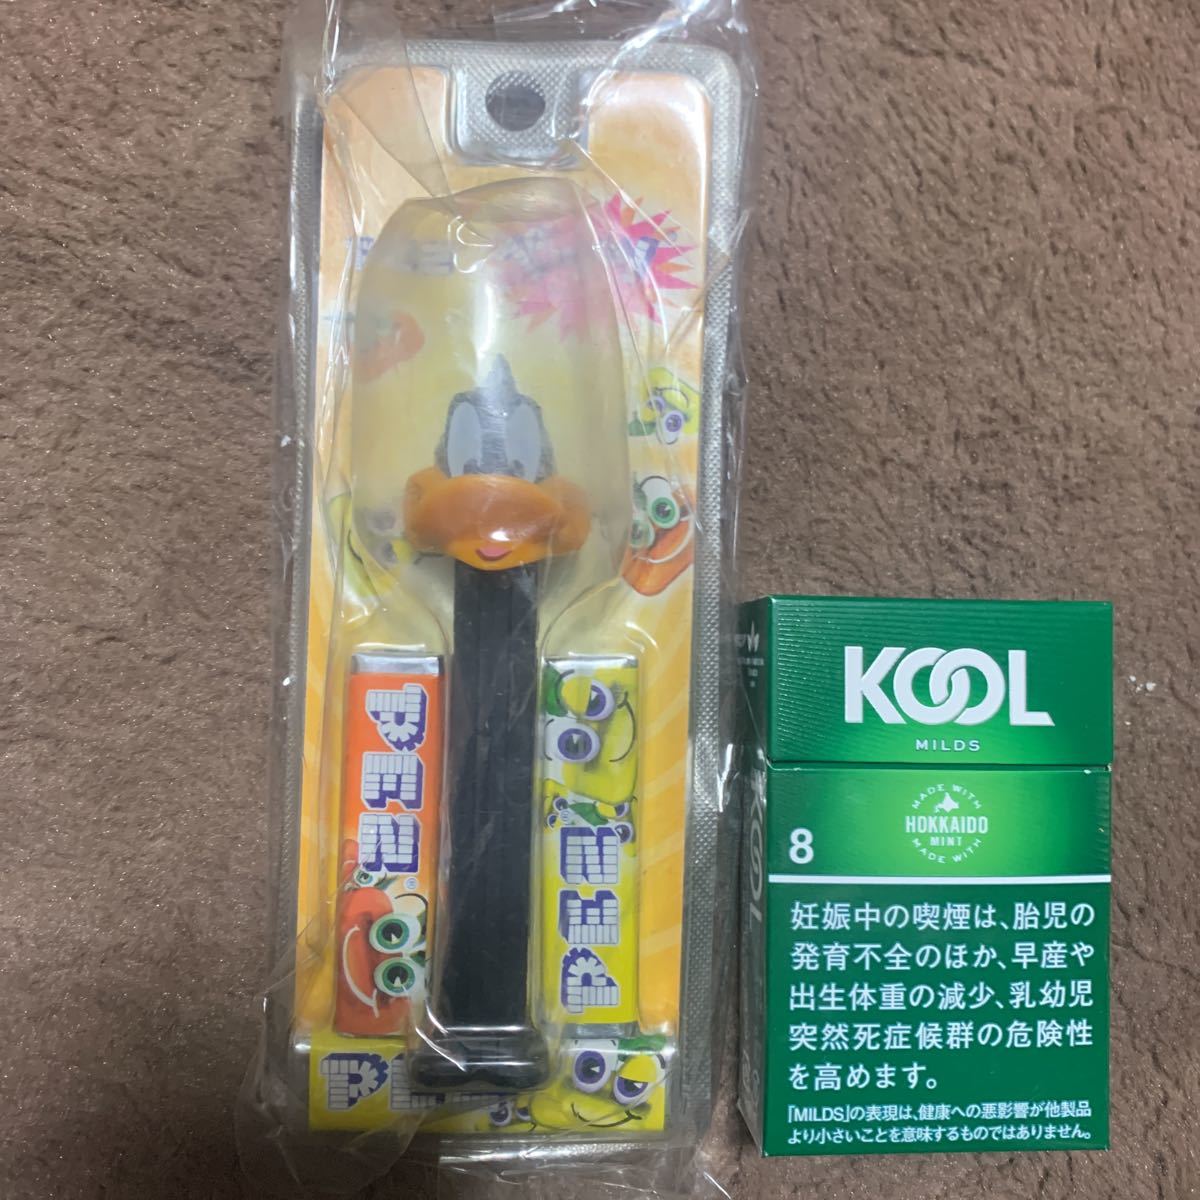 PEZ
PEZ
PEZ
KOOL
MILDS
MADE WITH
HOKKAIDO
MINT
MADE WITH
8
妊娠中の喫煙は、胎児の
発育不全のほか、早産や
出生体重の減少、乳幼児
突然死症候群の危険性
を高めます。
「MILDS」の表現は、健康への悪影響が他製品
より小さいことを意味するものではありません。
KOOL